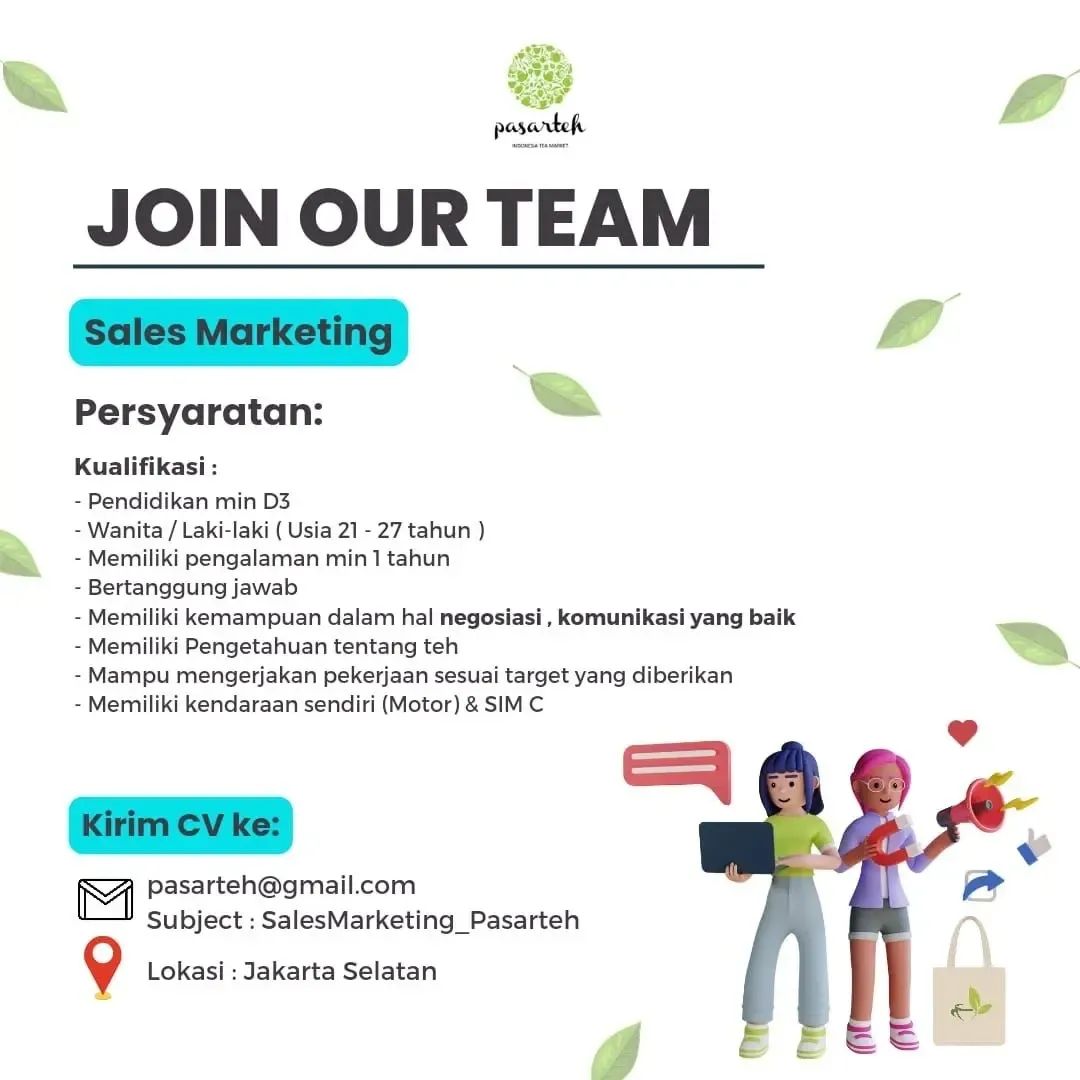 pasarteh
INDONESIA TEA MARKET
JOIN OUR TEAM
Sales Marketing
Persyaratan:
Kualifikasi :
- Pendidikan min D3
- Wanita / Laki-laki ( Usia 21 - 27 tahun )
- Memiliki pengalaman min 1 tahun
- Bertanggung jawab
- Memiliki kemampuan dalam hal negosiasi , komunikasi yang baik
- Memiliki Pengetahuan tentang teh
- Mampu mengerjakan pekerjaan sesuai target yang diberikan
- Memiliki kendaraan sendiri (Motor) & SIM C
Kirim CV ke:
pasarteh@gmail.com
Subject : SalesMarketing_Pasarteh
Lokasi : Jakarta Selatan